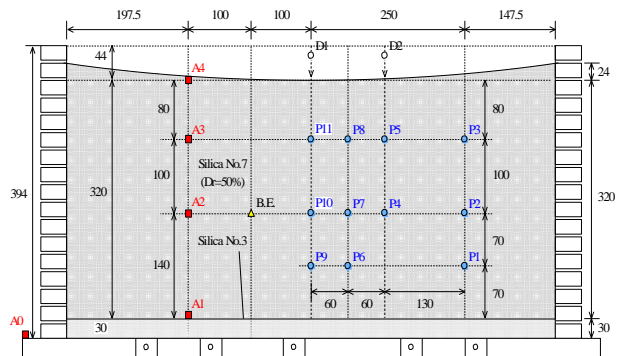 197.5 100 100 250 147.5
44 D1 D2 24
A4
80 80
A3 P11 P8 P5 P3
Silica No.7
(Dr=50%)
100 100
394 320 320
A2 B.E. P10 P7 P4 P2
Silica No.3
140 70
P9 P6 P1
60 60 130 70
A1
A0 30 30